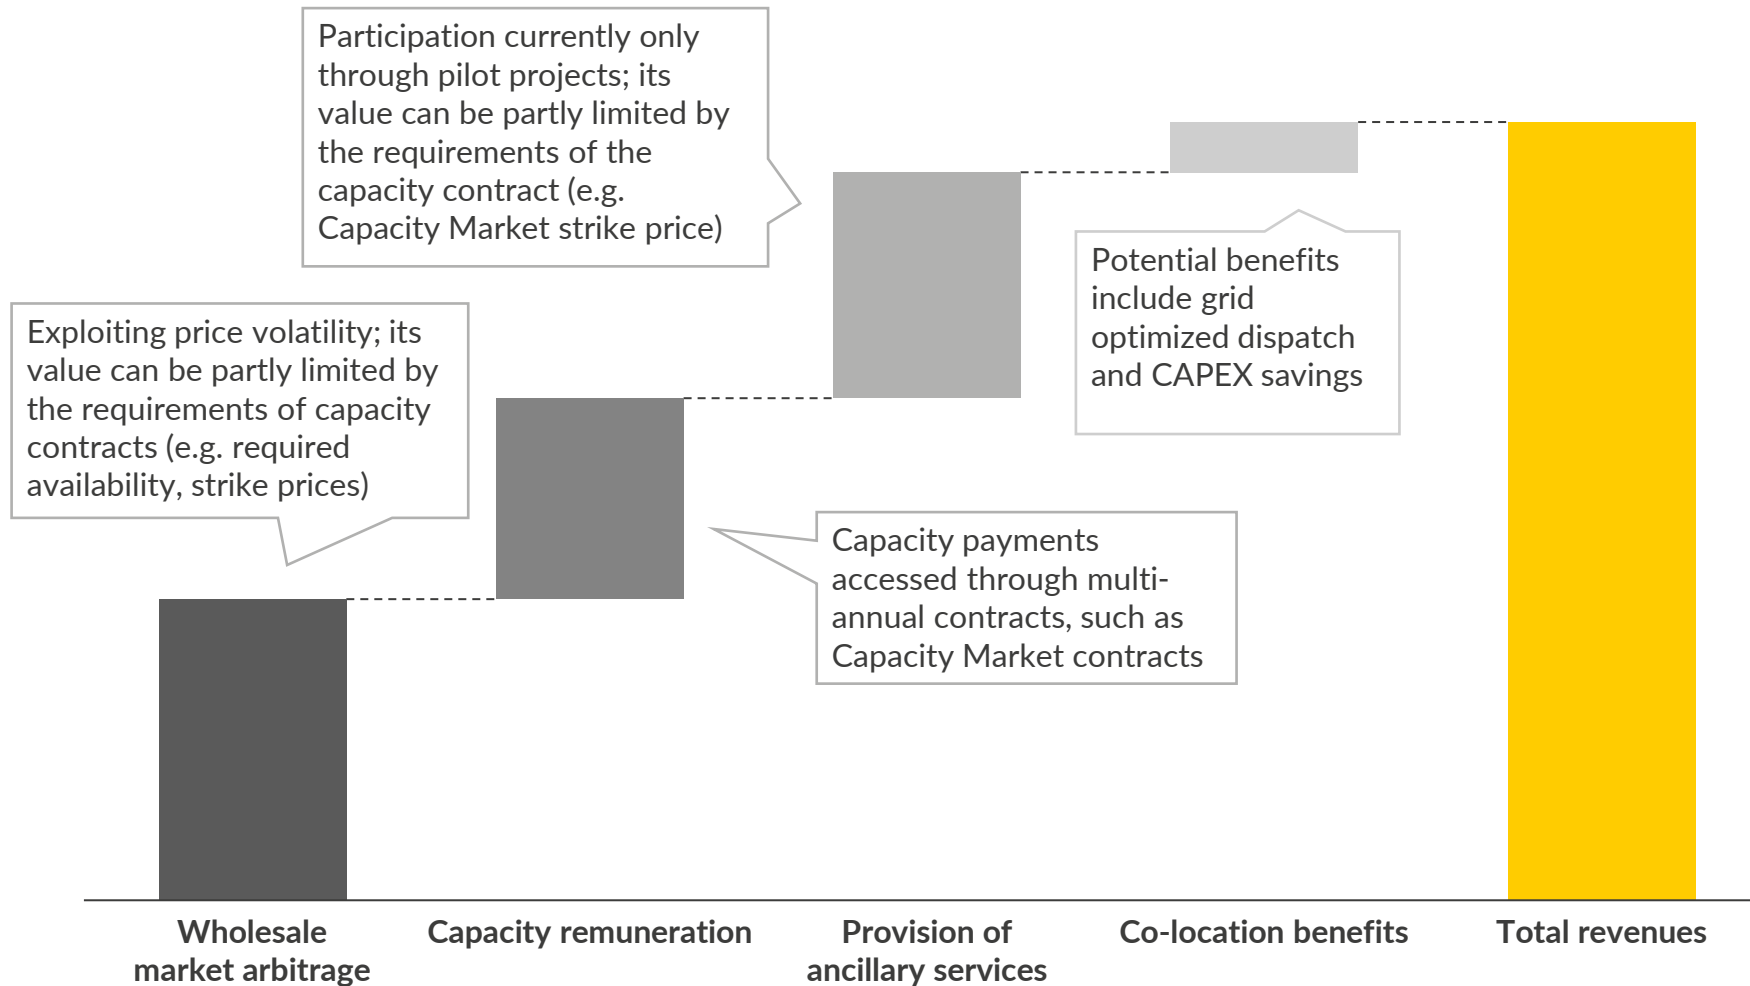 Participation currently only
through pilot projects; its
value can be partly limited by
the requirements of the
capacity contract (e.g.
Capacity Market strike price)
Potential benefits
include grid
optimized dispatch
and CAPEX savings
Exploiting price volatility; its
value can be partly limited by
the requirements of capacity
contracts (e.g. required
availability, strike prices)
Capacity payments
accessed through multi-
annual contracts, such as
Capacity Market contracts
Wholesale
market arbitrage
Capacity remuneration
Provision of
ancillary services
Co-location benefits
Total revenues